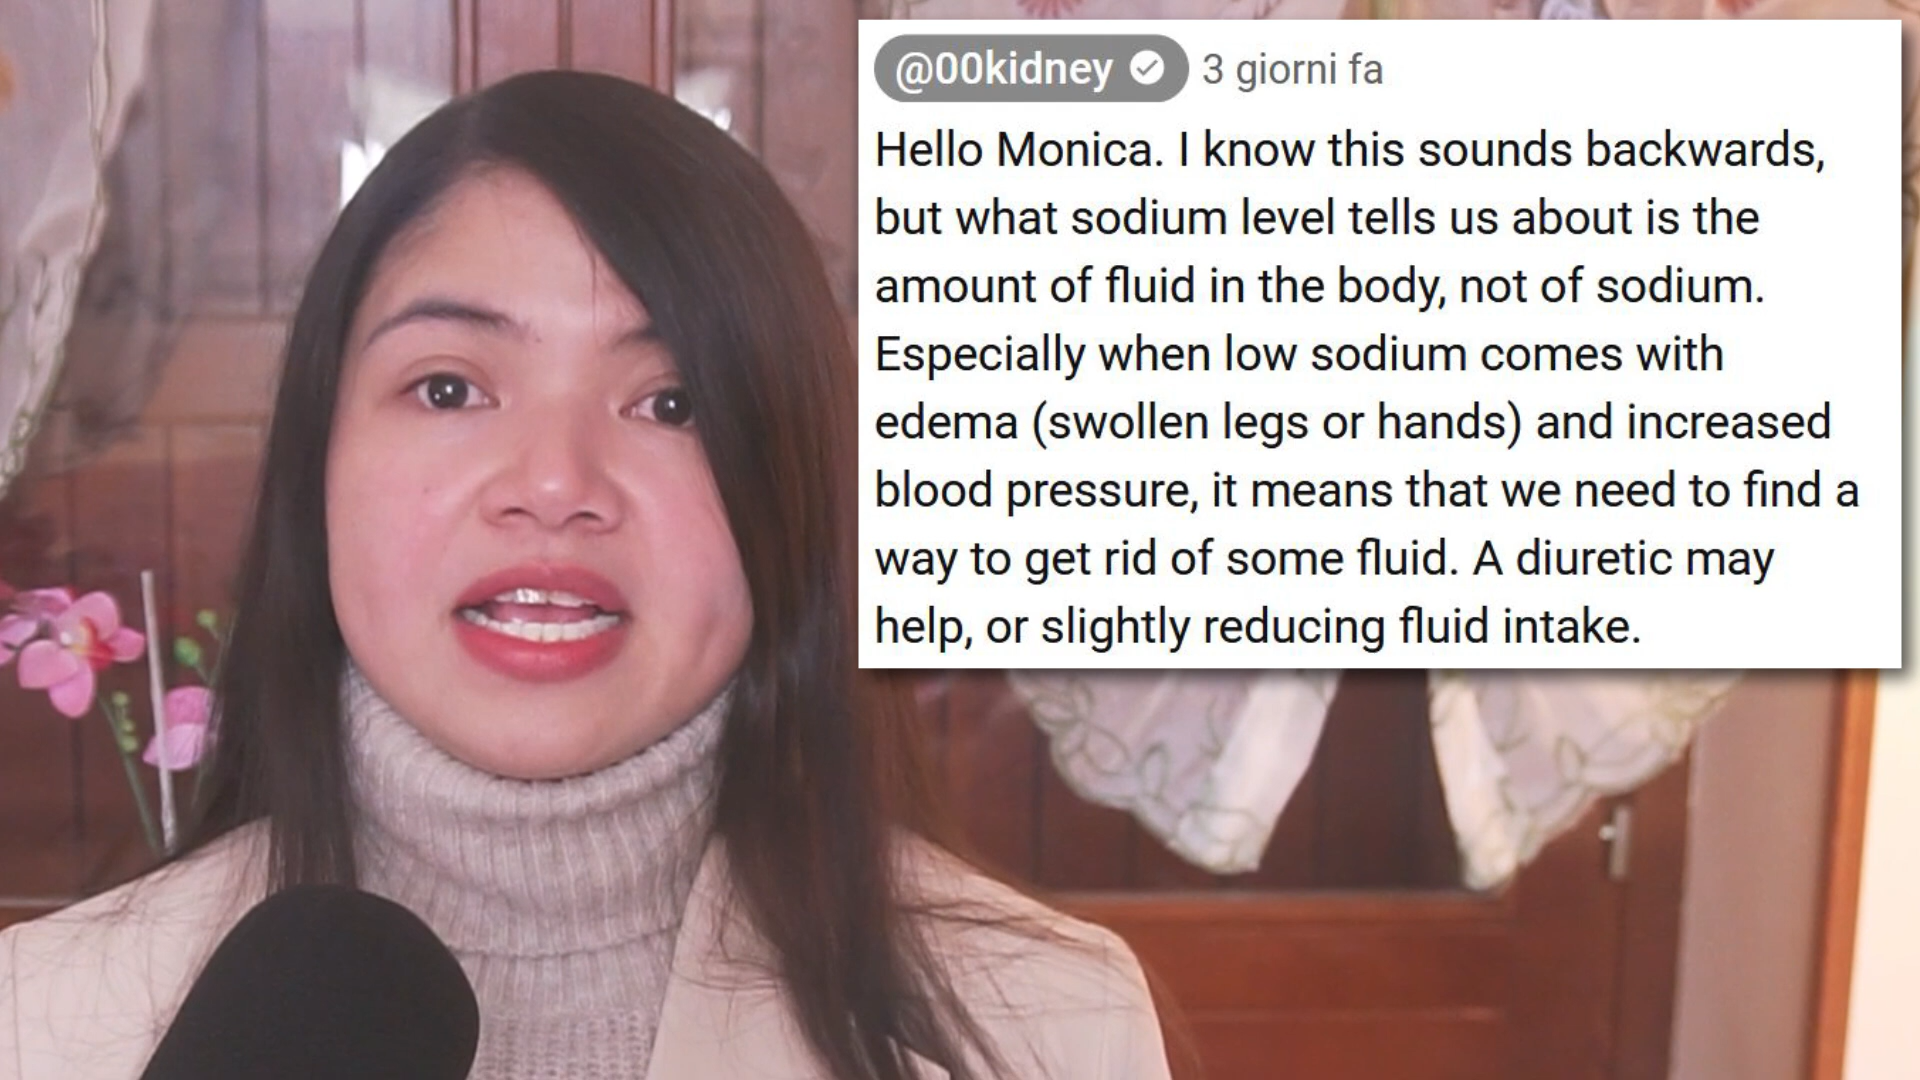 @00kidney 3 giorni fa
Hello Monica. I know this sounds backwards,
but what sodium level tells us about is the
amount of fluid in the body, not of sodium.
Especially when low sodium comes with
edema (swollen legs or hands) and increased
blood pressure, it means that we need to find a
way to get rid of some fluid. A diuretic may
help, or slightly reducing fluid intake.